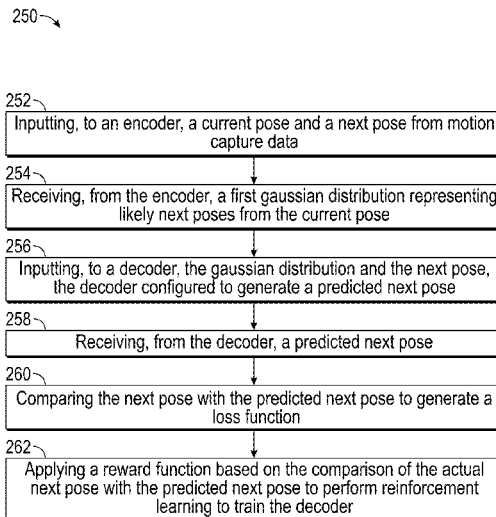 250
252
Inputting, to an encoder, a current pose and a next pose from motion
capture data
254
Receiving, from the encoder, a first gaussian distribution representing
likely next poses from the current pose
256
Inputting, to a decoder, the gaussian distribution and the next pose,
the decoder configured to generate a predicted next pose
258
Receiving, from the decoder, a predicted next pose
260
Comparing the next pose with the predicted next pose to generate a
loss function
262
Applying a reward function based on the comparison of the actual
next pose with the predicted next pose to perform reinforcement
learning to train the decoder